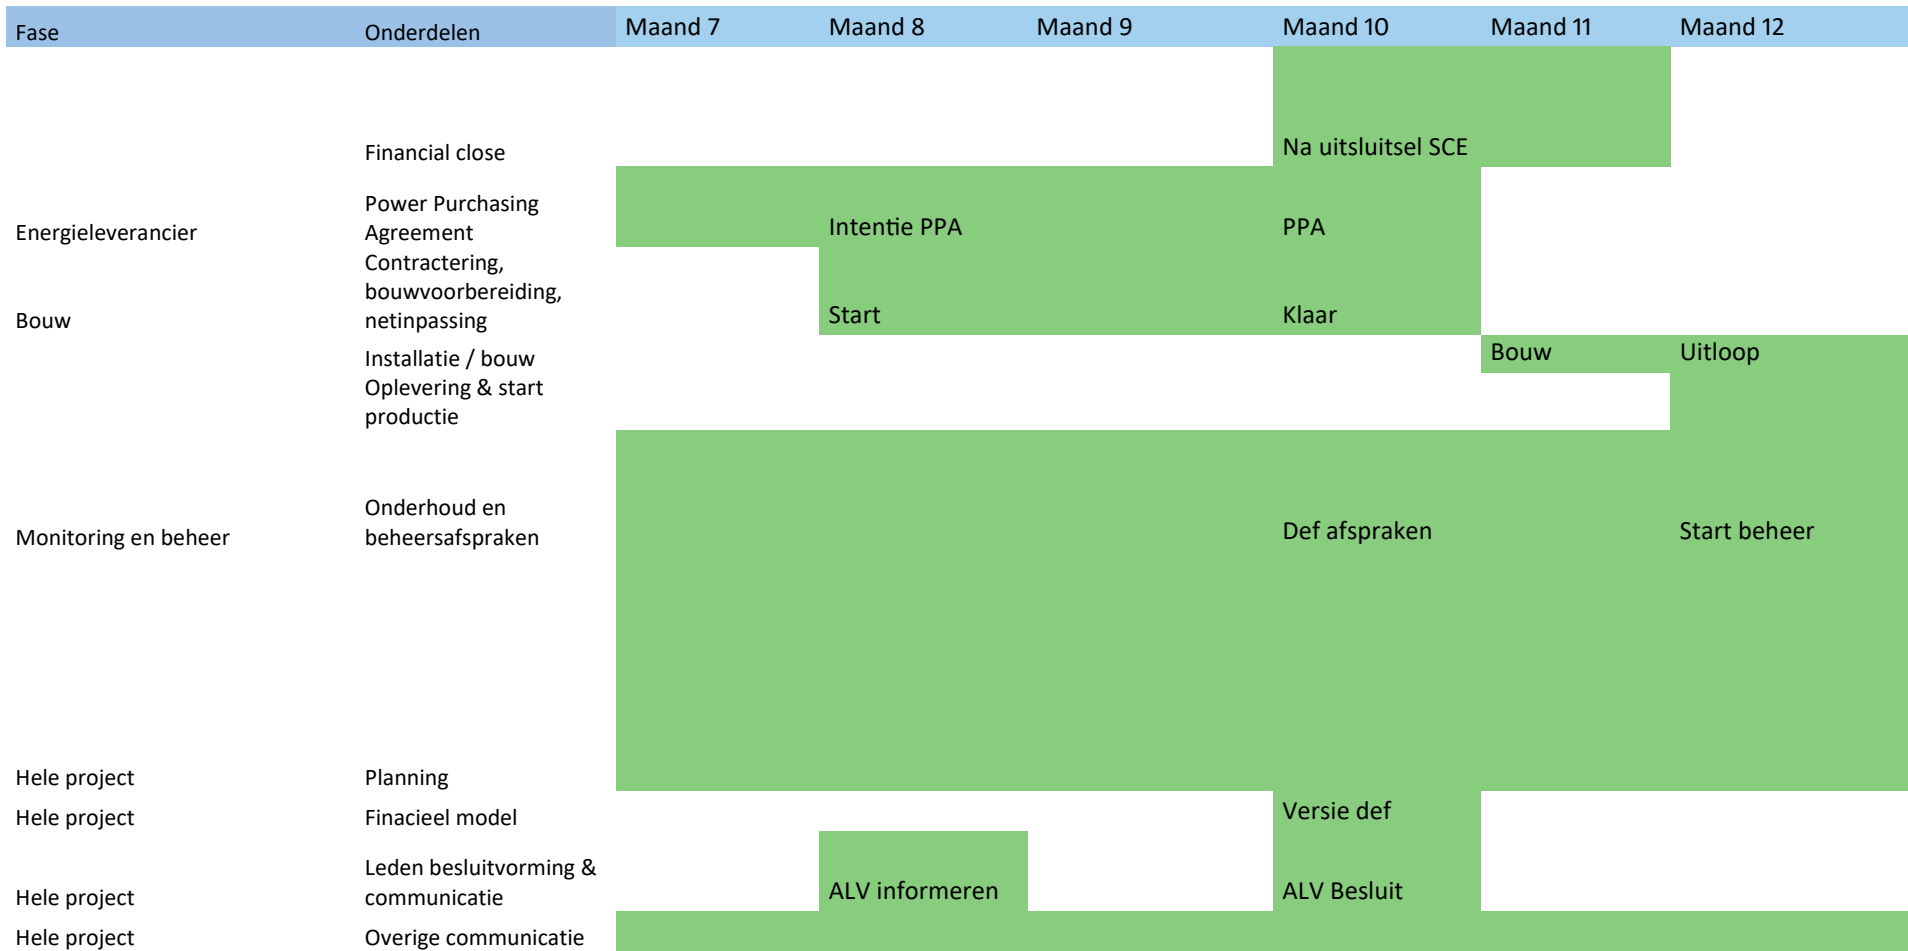 Fase Onderdelen Maand 7 Maand 8 Maand 9 Maand 10 Maand 11 Maand 12
Financial close Na uitsluitsel SCE
Power Purchasing
Energieleverancier Agreement Intentie PPA PPA
Contractering,
bouwvoorbereiding,
Bouw netinpassing Start Klaar
Installatie / bouw Bouw Uitloop
Oplevering & start
productie
Onderhoud en
Monitoring en beheer beheersafspraken Def afspraken Start beheer
Hele project Planning
Hele project Finacieel model Versie def
Leden besluitvorming &
Hele project communicatie ALV informeren ALV Besluit
Hele project Overige communicatie